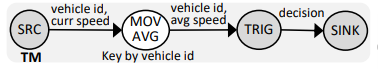 vehicle id,
curr speed
vehicle id,
avg speed
decision
SRC
MOV
AVG
TRIG
SINK
TM
Key by vehicle id